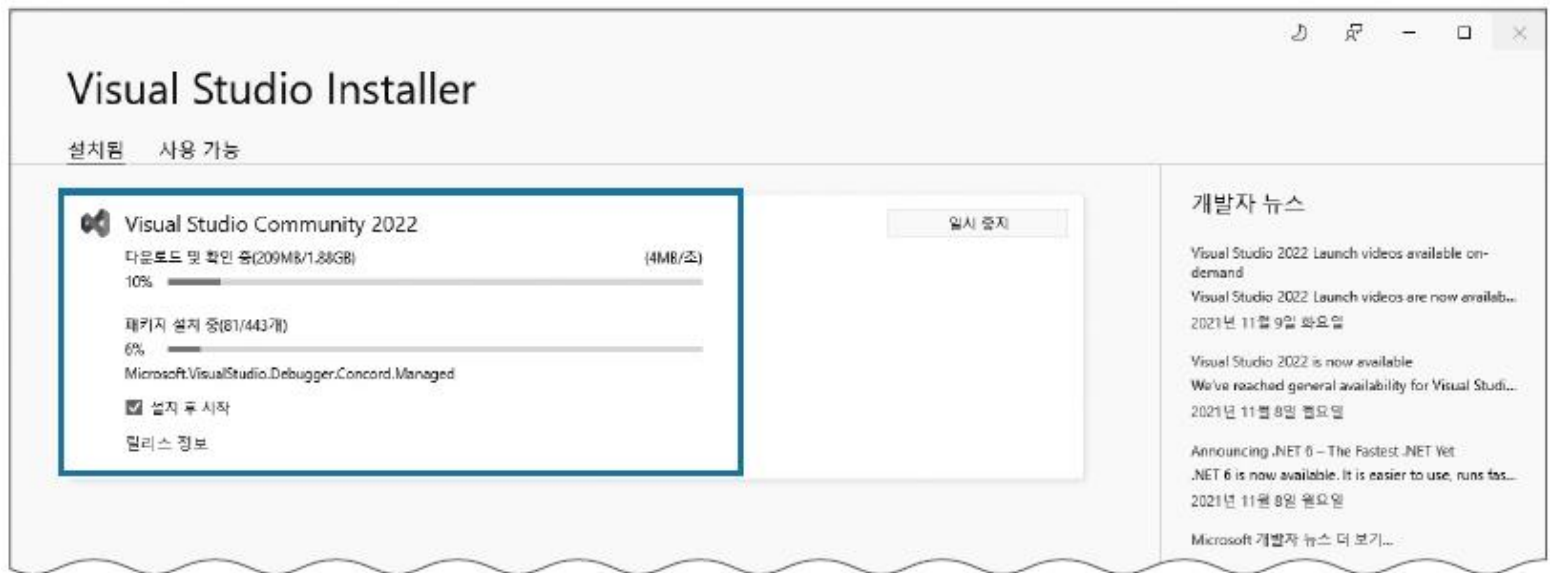 Visual Studio Installer
설치됨 사용 가능
Visual Studio Community 2022
일시 중지
다운로드 및 확인 중(209MB/1.88GB) (4MB/초)
10%
패키지 설치 중(81/443개)
6%
Microsoft.VisualStudio.Debugger.Concord.Managed
설치 후 시작
릴리스 정보
개발자 뉴스
Visual Studio 2022 Launch videos available on-
demand
Visual Studio 2022 Launch videos are now availab...
2021년 11월 9일 화요일
Visual Studio 2022 is now available
We've reached general availability for Visual Studi...
2021년 11월 8일 월요일
Announcing .NET 6 – The Fastest .NET Yet
.NET 6 is now available. It is easier to use, runs fas...
2021년 11월 8일 월요일
Microsoft 개발자 뉴스 더 보기...